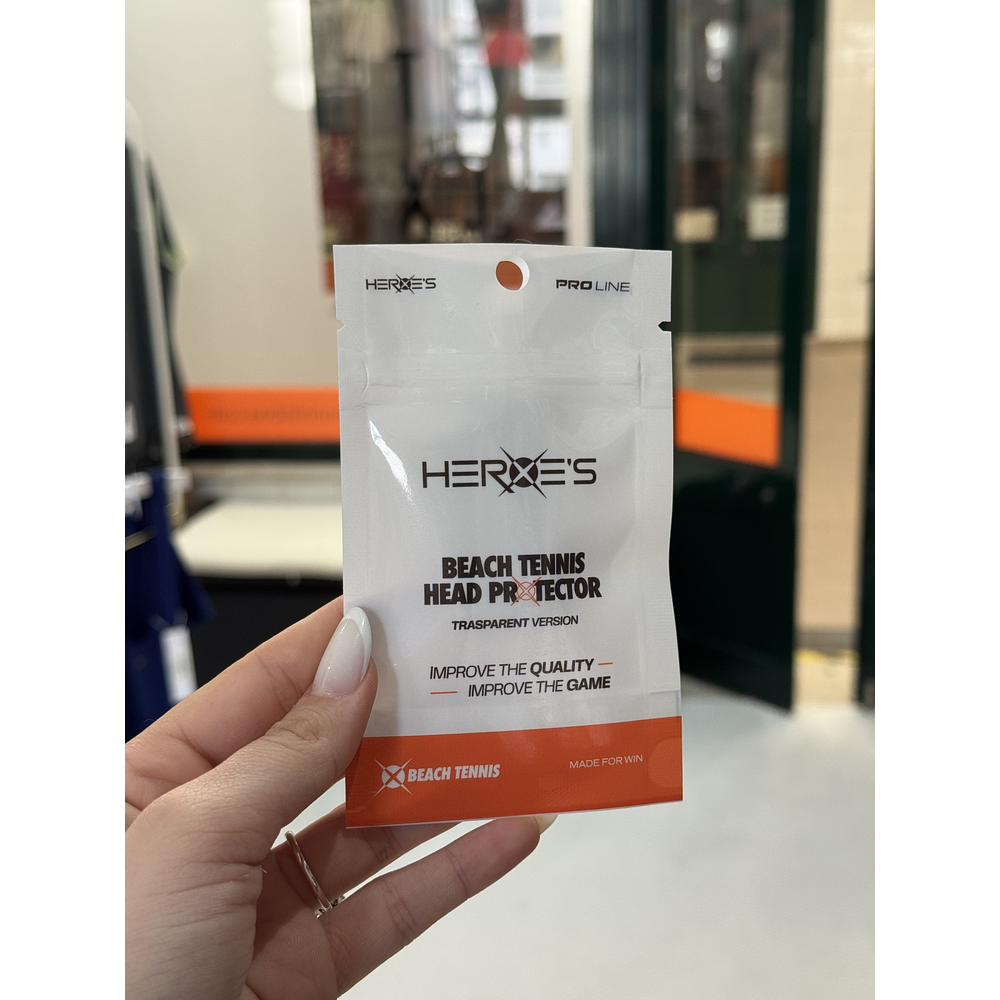 HEROE'S
PRO LINE
HEROE'S
BEACH TENNIS
HEAD PROTECTOR
TRASPARENT VERSION
IMPROVE THE QUALITY —
— IMPROVE THE GAME
BEACH TENNIS
MADE FOR WIN